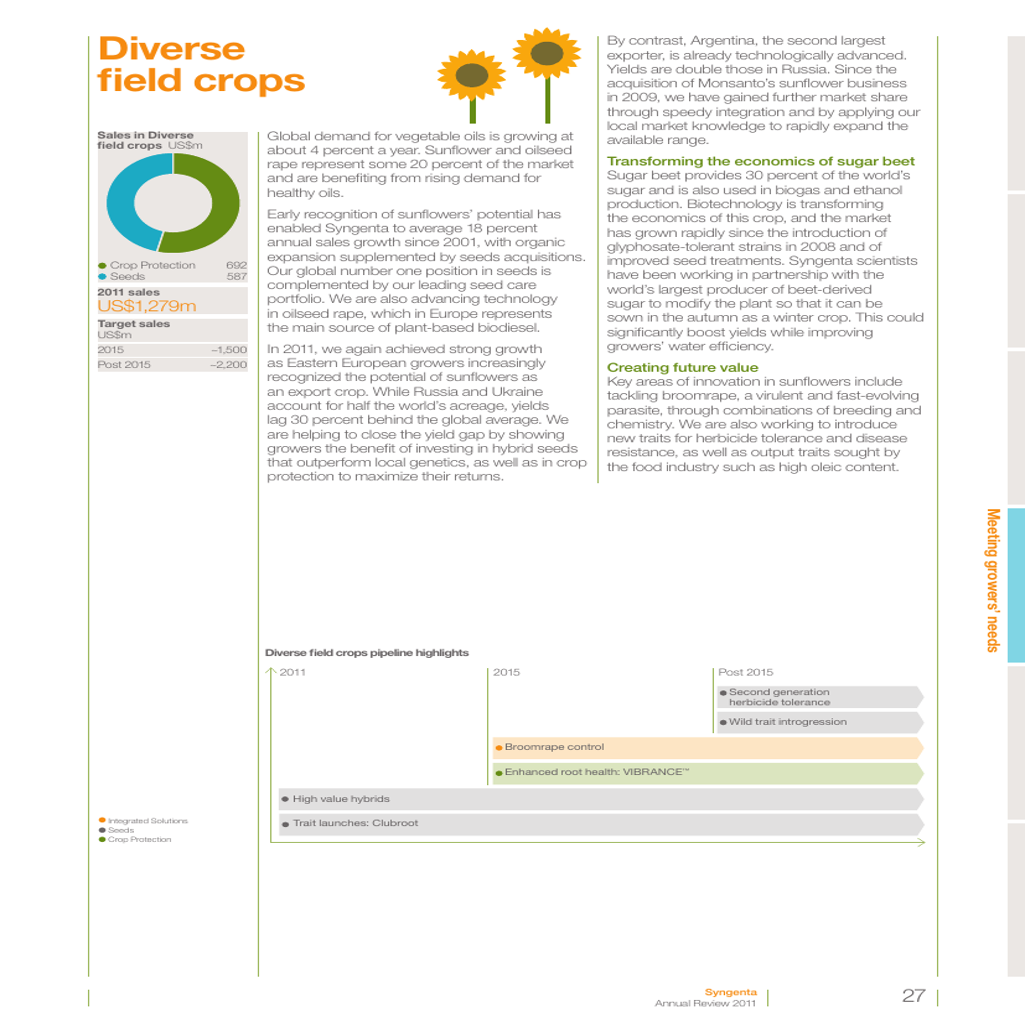 Diverse
field crops
Sales in Diverse
field crops US$m
Crop Protection 692
Seeds 587
2011 sales
US$1,279m
Target sales
US$m
2015 ~1,500
Post 2015 ~2,200
Global demand for vegetable oils is growing at
about 4 percent a year. Sunflower and oilseed
rape represent some 20 percent of the market
and are benefiting from rising demand for
healthy oils.
Early recognition of sunflowers' potential has
enabled Syngenta to average 18 percent
annual sales growth since 2001, with organic
expansion supplemented by seeds acquisitions.
Our global number one position in seeds is
complemented by our leading seed care
portfolio. We are also advancing technology
in oilseed rape, which in Europe represents
the main source of plant-based biodiesel.
In 2011, we again achieved strong growth
as Eastern European growers increasingly
recognized the potential of sunflowers as
an export crop. While Russia and Ukraine
account for half the world's acreage, yields
lag 30 percent behind the global average. We
are helping to close the yield gap by showing
growers the benefit of investing in hybrid seeds
that outperform local genetics, as well as in crop
protection to maximize their returns.
By contrast, Argentina, the second largest
exporter, is already technologically advanced.
Yields are double those in Russia. Since the
acquisition of Monsanto's sunflower business
in 2009, we have gained further market share
through speedy integration and by applying our
local market knowledge to rapidly expand the
available range.
Transforming the economics of sugar beet
Sugar beet provides 30 percent of the world's
sugar and is also used in biogas and ethanol
production. Biotechnology is transforming
the economics of this crop, and the market
has grown rapidly since the introduction of
glyphosate-tolerant strains in 2008 and of
improved seed treatments. Syngenta scientists
have been working in partnership with the
world's largest producer of beet-derived
sugar to modify the plant so that it can be
sown in the autumn as a winter crop. This could
significantly boost yields while improving
growers' water efficiency.
Creating future value
Key areas of innovation in sunflowers include
tackling broomrape, a virulent and fast-evolving
parasite, through combinations of breeding and
chemistry. We are also working to introduce
new traits for herbicide tolerance and disease
resistance, as well as output traits sought by
the food industry such as high oleic content.
Meeting growers' needs
Diverse field crops pipeline highlights
2011 2015 Post 2015
Second generation
herbicide tolerance
Wild trait introgression
Broomrape control
Enhanced root health: VIBRANCE™
High value hybrids
Trait launches: Clubroot
Integrated Solutions
Seeds
Crop Protection
Syngenta
Annual Review 2011
27